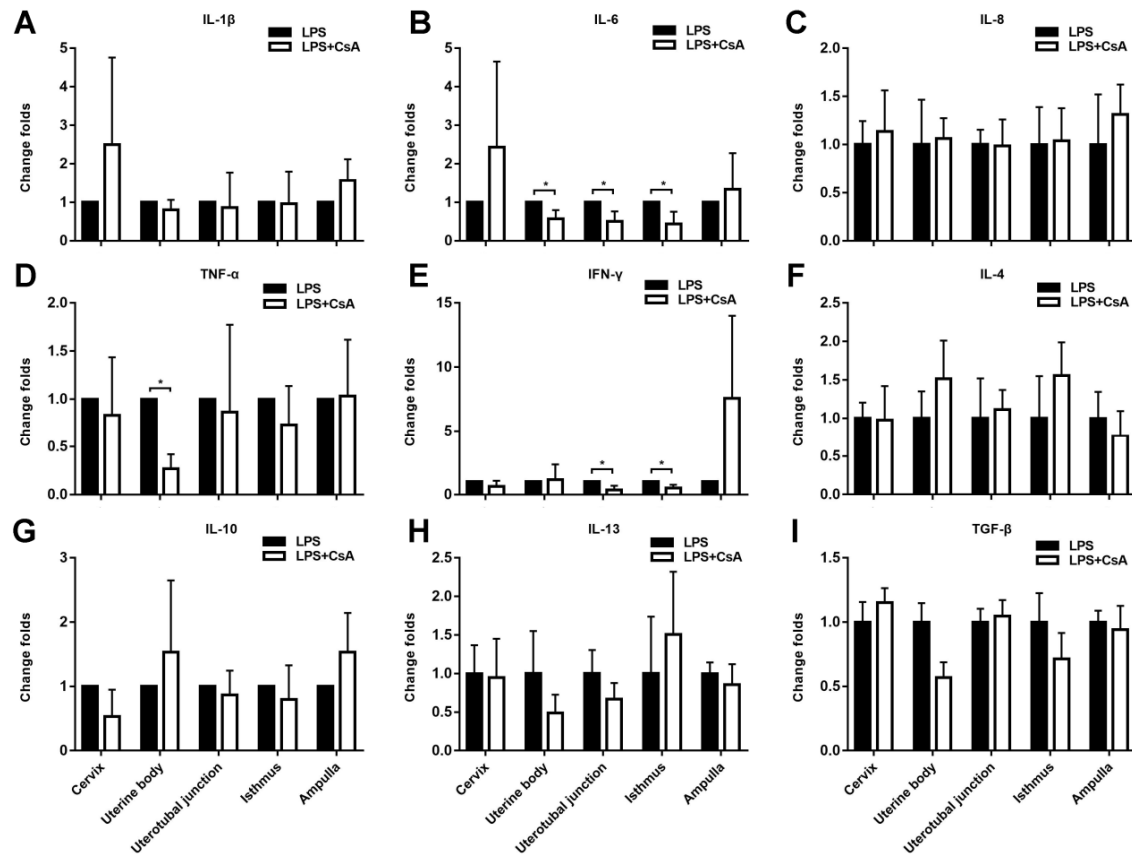 A
IL-1β
LPS
LPS+CsA
Change folds
5
4
3
2
1
0
B
IL-6
LPS
LPS+CsA
Change folds
5
4
3
2
1
0
*
*
*
C
IL-8
LPS
LPS+CsA
Change folds
2.0
1.5
1.0
0.5
0.0
D
TNF-α
LPS
LPS+CsA
Change folds
2.0
1.5
1.0
0.5
0.0
*
E
IFN-γ
LPS
LPS+CsA
Change folds
15
10
5
0
*
*
F
IL-4
LPS
LPS+CsA
Change folds
2.5
2.0
1.5
1.0
0.5
0.0
G
IL-10
LPS
LPS+CsA
Change folds
3
2
1
0
Cervix
Uterine body
Uterotubal junction
Isthmus
Ampulla
H
IL-13
LPS
LPS+CsA
Change folds
2.5
2.0
1.5
1.0
0.5
0.0
Cervix
Uterine body
Uterotubal junction
Isthmus
Ampulla
I
TGF-β
LPS
LPS+CsA
Change folds
1.5
1.0
0.5
0.0
Cervix
Uterine body
Uterotubal junction
Isthmus
Ampulla